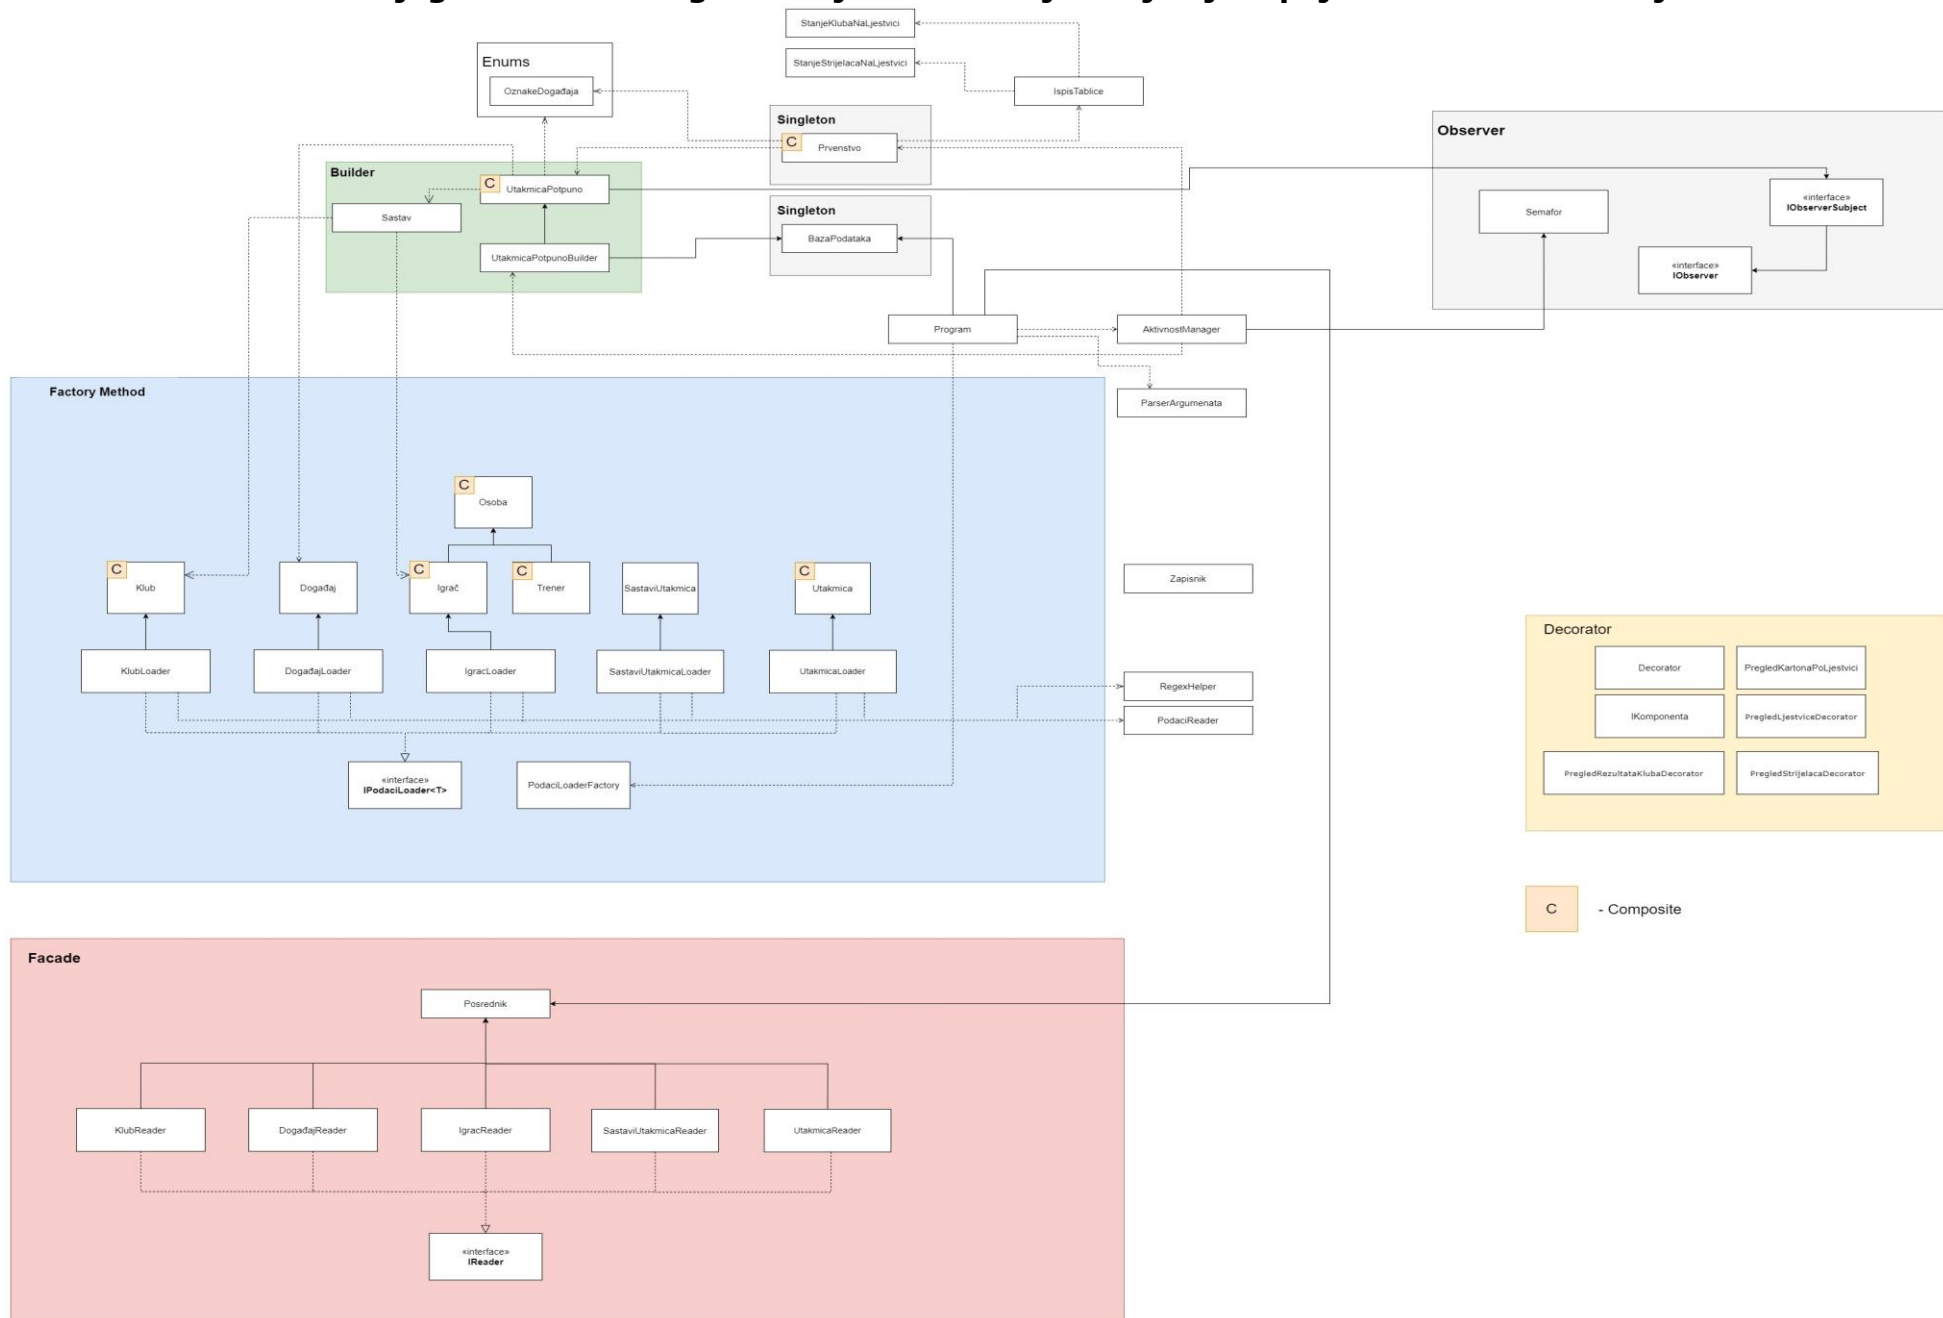 StanjeKlubaNaLjestvici
Enums
StanjeStrijelacaNaLjestvici
OznakeDogađaja
IspisTablice
Singleton
C
Prvenstvo
Observer
Builder
C
UtakmicaPotpuno
Sastav
Singleton
BazaPodataka
UtakmicaPotpunoBuilder
Semafor
«interface»
IObserverSubject
«interface»
IObserver
Program
AktivnostManager
ParserArgumenata
Factory Method
C
Osoba
C
Klub
Događaj
C
Igrač
C
Trener
SastaviUtakmica
C
Utakmica
Zapisnik
KlubLoader
DogađajLoader
IgracLoader
SastaviUtakmicaLoader
UtakmicaLoader
RegexHelper
PodaciReader
«interface»
IPodaciLoader<T>
PodaciLoaderFactory
Decorator
Decorator
PregledKartonaPoLjestvici
IKomponenta
PregledLjestviceDecorator
PregledRezultataKlubaDecorator
PregledStrijelacaDecorator
C
- Composite
Facade
Posrednik
KlubReader
DogađajReader
IgracReader
SastaviUtakmicaReader
UtakmicaReader
«interface»
IReader